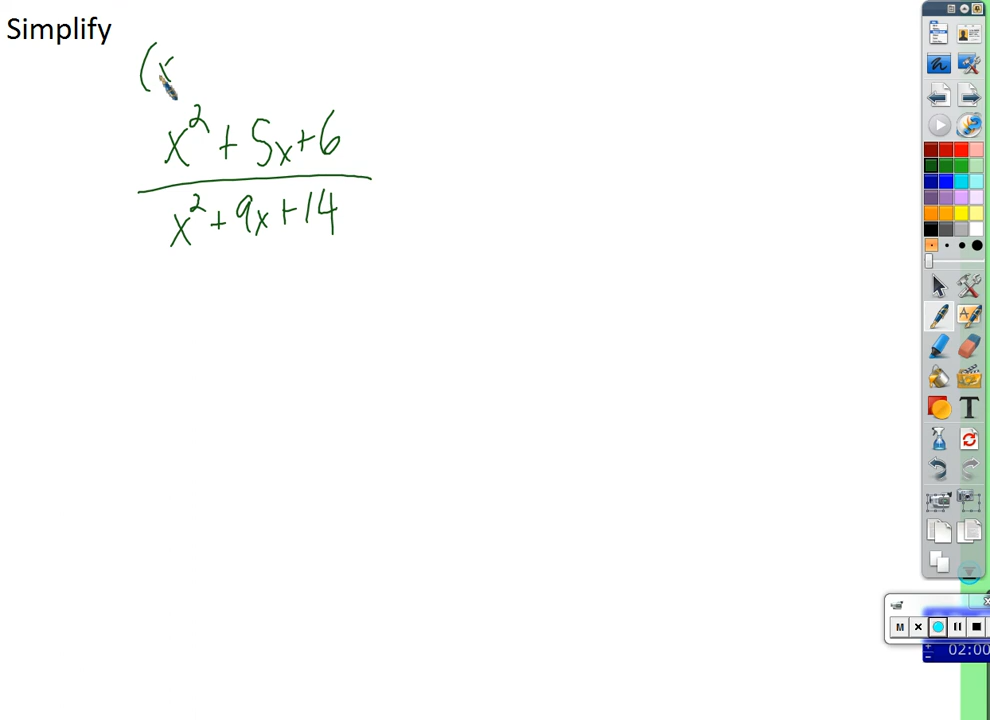 Simplify
(x
x² + 5x + 6
x² + 9x + 14
T
M
02:00